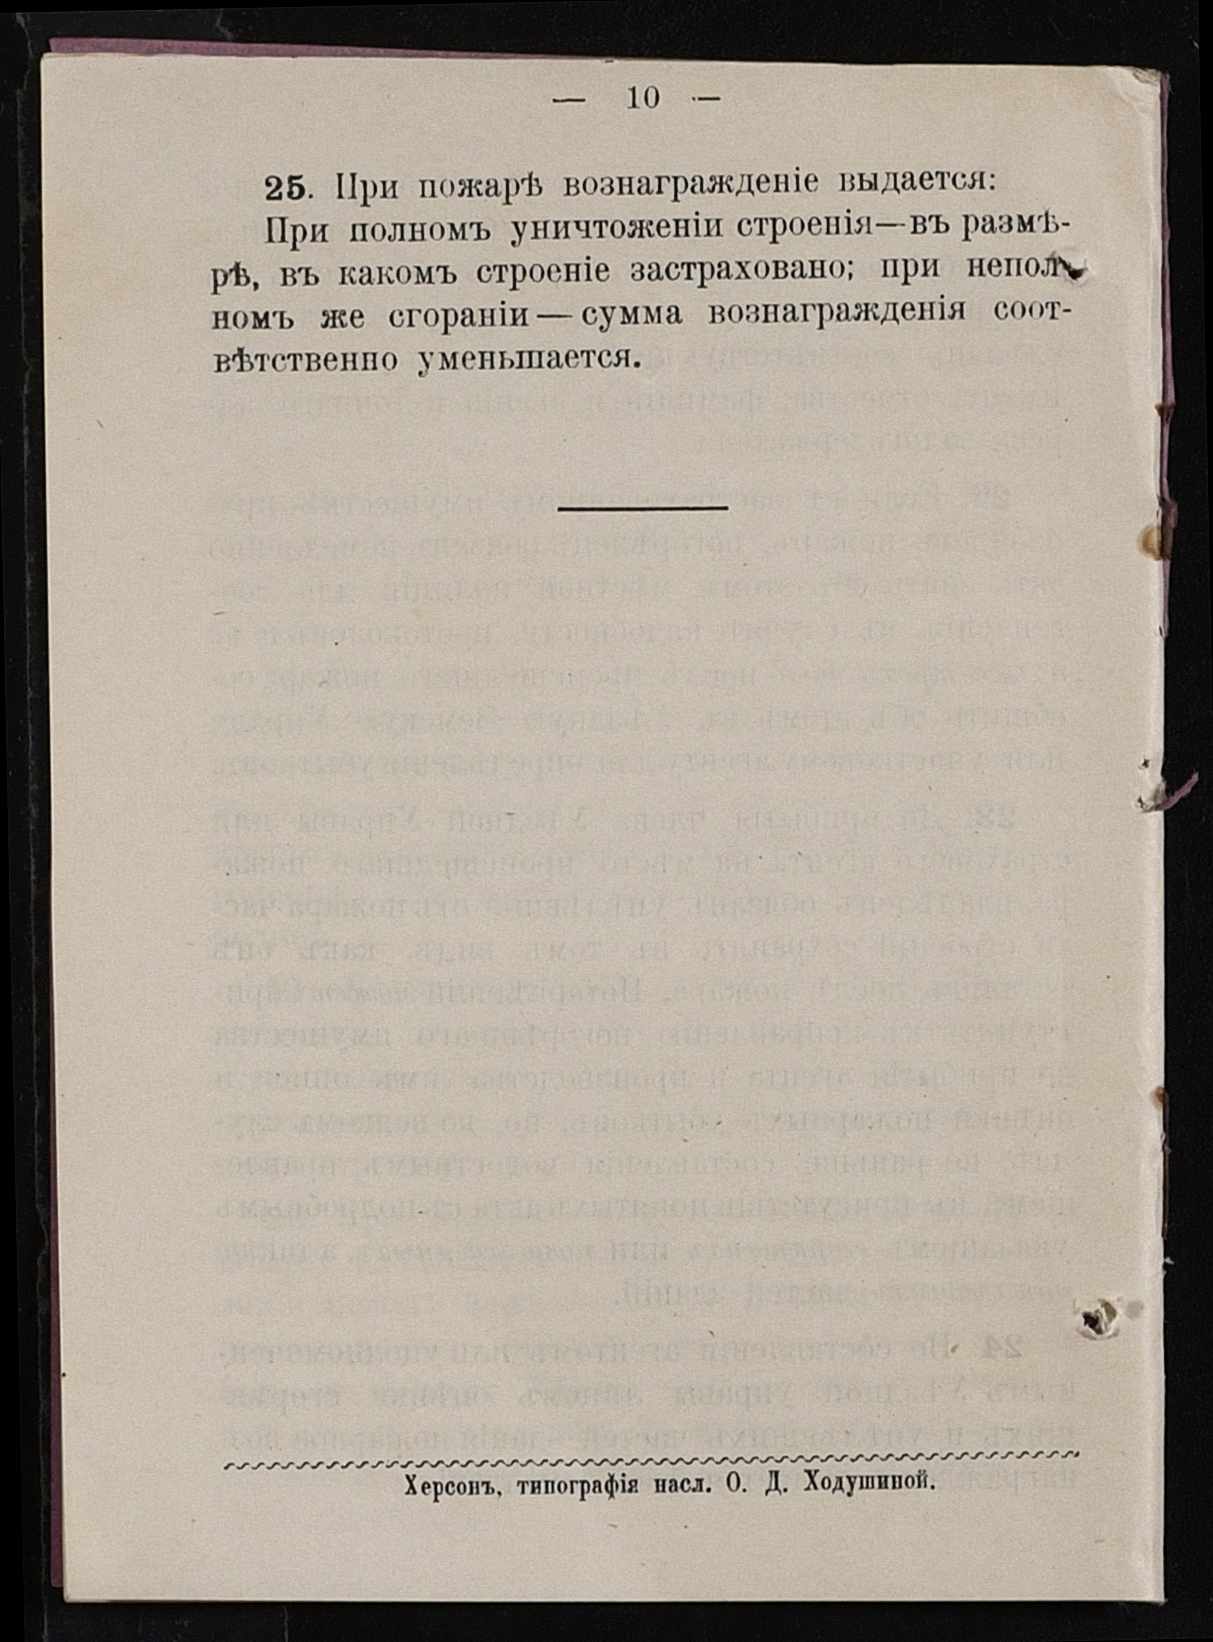 — 10 —
25. При пожарѣ вознагражденіе выдается:
При полномъ уничтоженіи строенія—въ размѣ-
рѣ, въ какомъ строеніе застраховано; при непол-
номъ же сгораніи — сумма вознагражденія соот-
вѣтственно уменьшается.
Херсонъ, типографія насл. О. Д. Ходушиной.